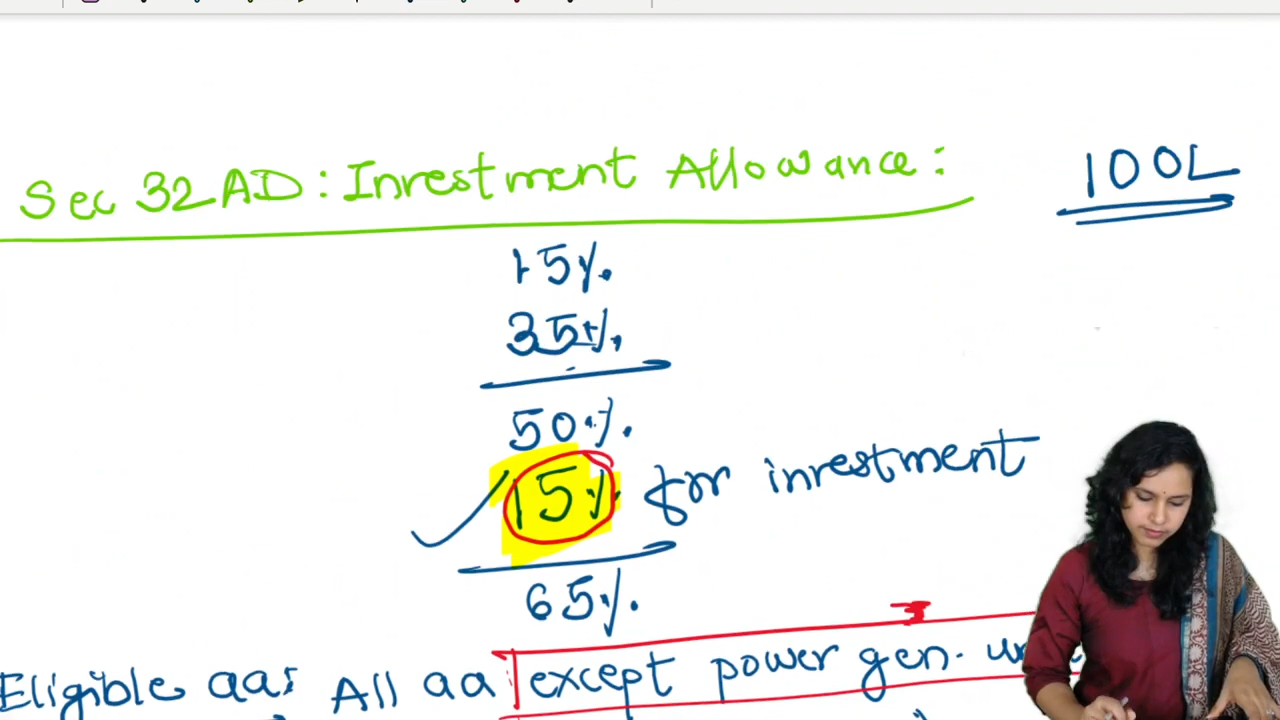 Sec 32AD: Investment Allowance:
100L
15%.
35%.
50%.
15% for investment
65%.
Eligible aa: All aa except power gen.